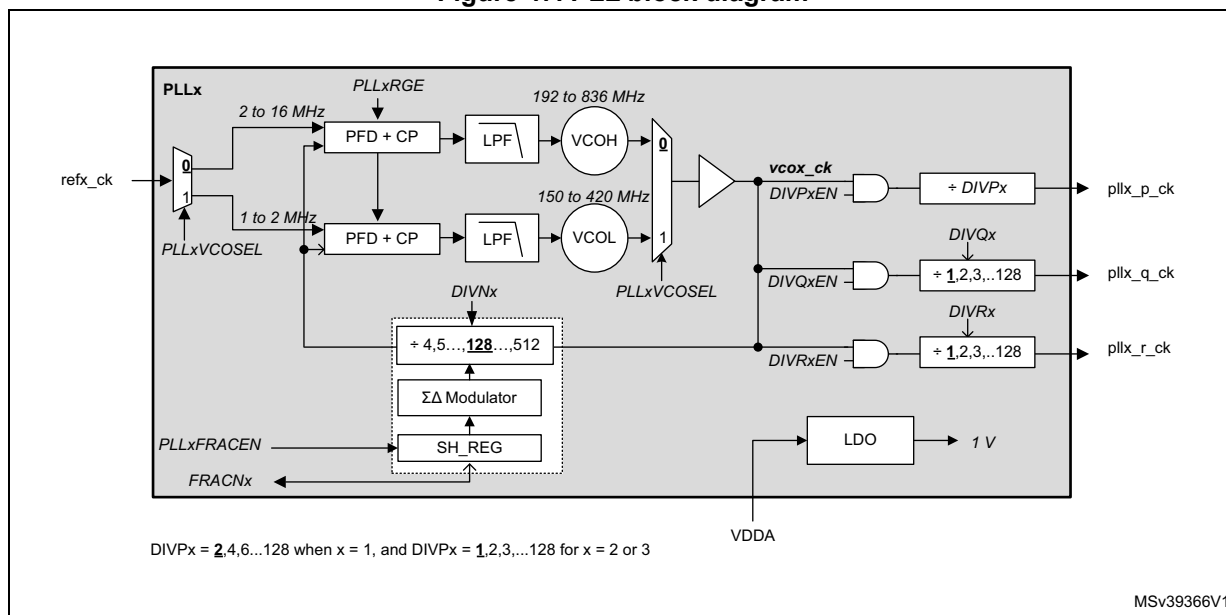 PLLx
PLLxRGE
192 to 836 MHz
2 to 16 MHz
PFD + CP
LPF
VCOH
0
0
refx_ck
1
vcox_ck
DIVPxEN
÷ DIVPx
pllx_p_ck
1 to 2 MHz
150 to 420 MHz
PFD + CP
LPF
VCOL
1
PLLxVCOSEL
PLLxVCOSEL
DIVQx
DIVQxEN
÷ 1,2,3,..128
pllx_q_ck
DIVNx
DIVRx
÷ 4,5...,128...,512
DIVRxEN
÷ 1,2,3,..128
pllx_r_ck
ΣΔ Modulator
PLLxFRACEN
SH_REG
LDO
1 V
FRACNx
VDDA
DIVPx = 2,4,6...128 when x = 1, and DIVPx = 1,2,3,...128 for x = 2 or 3
MSv39366V1